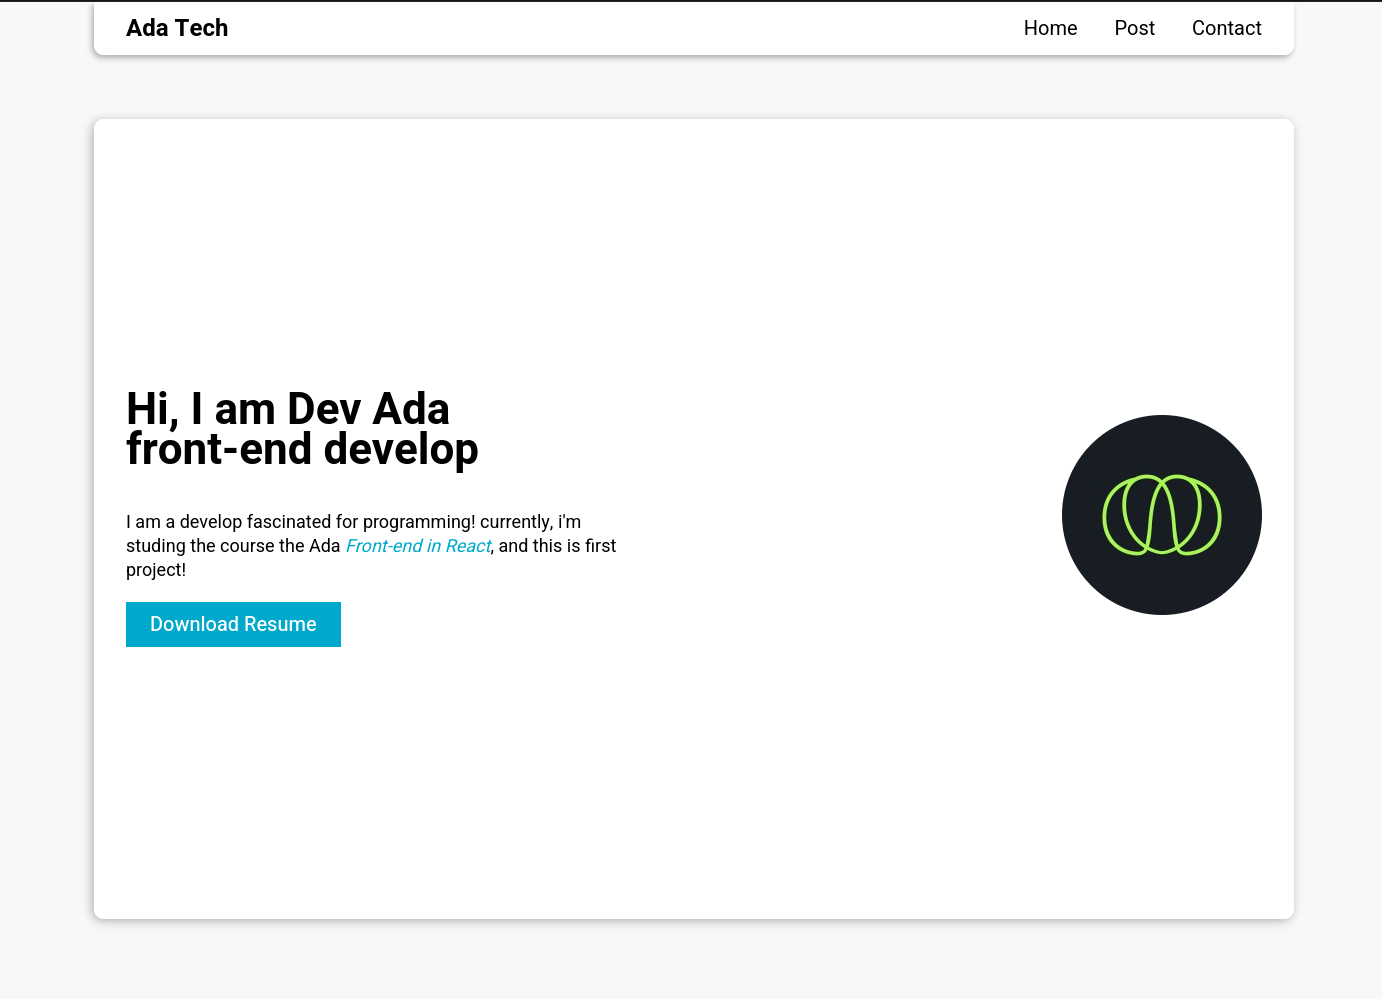 Ada Tech
Home Post Contact
Hi, I am Dev Ada
front-end develop
I am a develop fascinated for programming! currently, i'm
studing the course the Ada Front-end in React, and this is first
project!
Download Resume